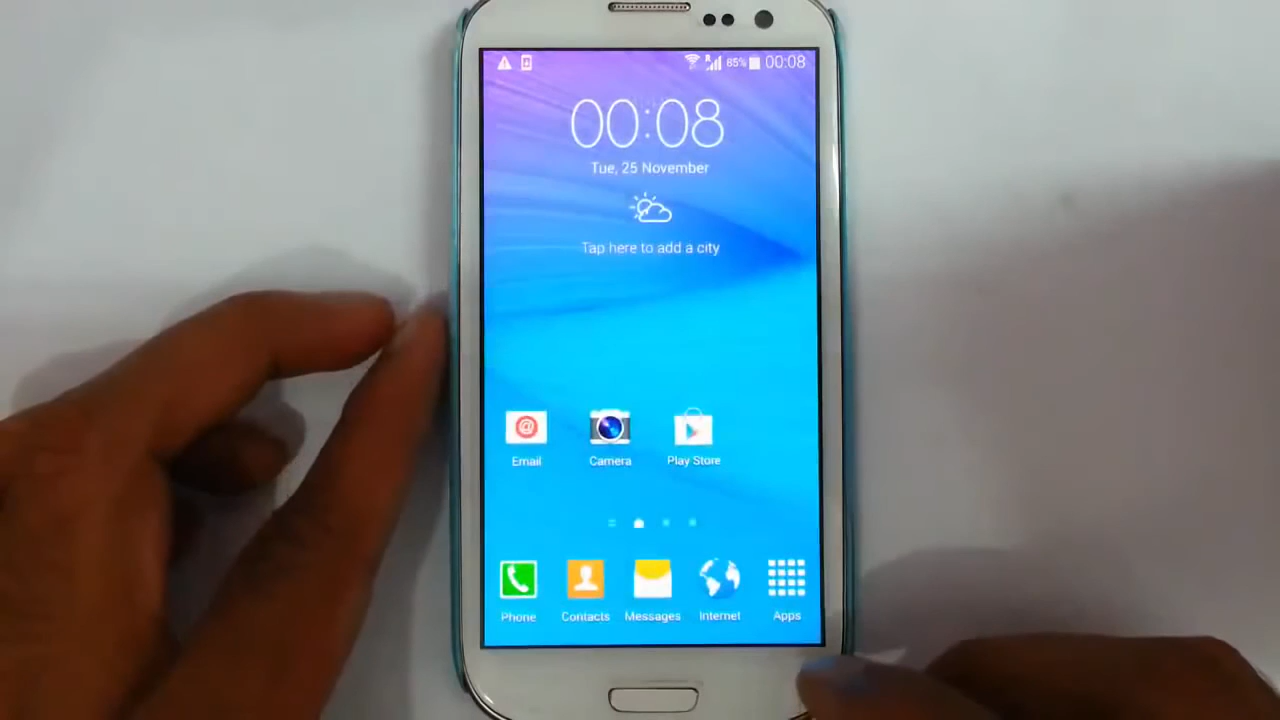 85% 00:08
00:08
Tue, 25 November
Tap here to add a city
Email Camera Play Store
Phone Contacts Messages Internet Apps